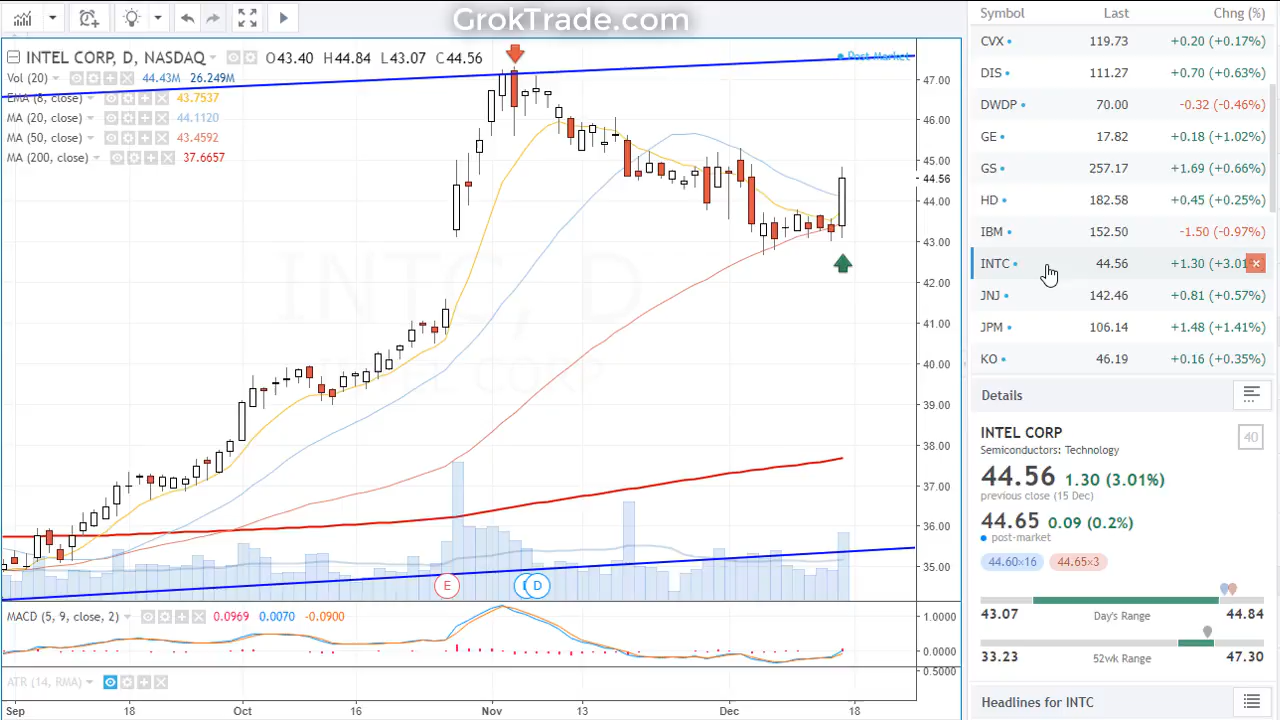 GrokTrade.com
INTEL CORP, D, NASDAQ O43.40 H44.84 L43.07 C44.56
Vol (20) 44.43M 26.249M
EMA (8, close) 43.7537
MA (20, close) 44.1120
MA (50, close) 43.4592
MA (200, close) 37.6657
Post-Market
INTC, D
INTEL CORP
47.00
46.00
45.00
44.56
44.00
43.00
42.00
41.00
40.00
39.00
38.00
37.00
36.00
35.00
E D
MACD (5, 9, close, 2) 0.0969 0.0070 -0.0900
1.0000
0.0000
ATR (14, RMA)
0.5000
Sep 18 Oct 16 Nov 13 Dec 18
Symbol Last Chng (%)
CVX 119.73 +0.20 (+0.17%)
DIS 111.27 +0.70 (+0.63%)
DWDP 70.00 -0.32 (-0.46%)
GE 17.82 +0.18 (+1.02%)
GS 257.17 +1.69 (+0.66%)
HD 182.58 +0.45 (+0.25%)
IBM 152.50 -1.50 (-0.97%)
INTC 44.56 +1.30 (+3.01
JNJ 142.46 +0.81 (+0.57%)
JPM 106.14 +1.48 (+1.41%)
KO 46.19 +0.16 (+0.35%)
Details
INTEL CORP
40
Semiconductors: Technology
44.56 1.30 (3.01%)
previous close (15 Dec)
44.65 0.09 (0.2%)
post-market
44.60×16 44.65×3
43.07 Day's Range 44.84
33.23 52wk Range 47.30
Headlines for INTC